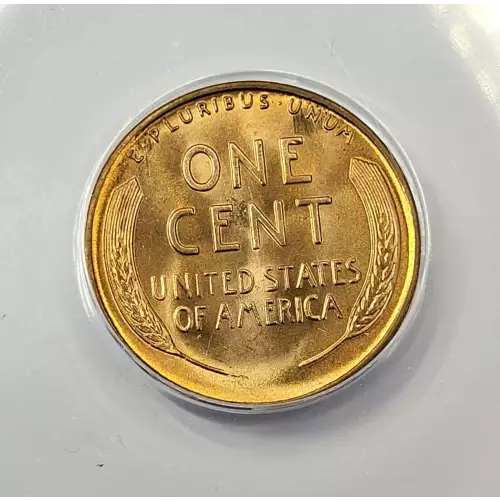 E·PLURIBUS·UNUM
ONE
CENT
UNITED STATES
OF AMERICA